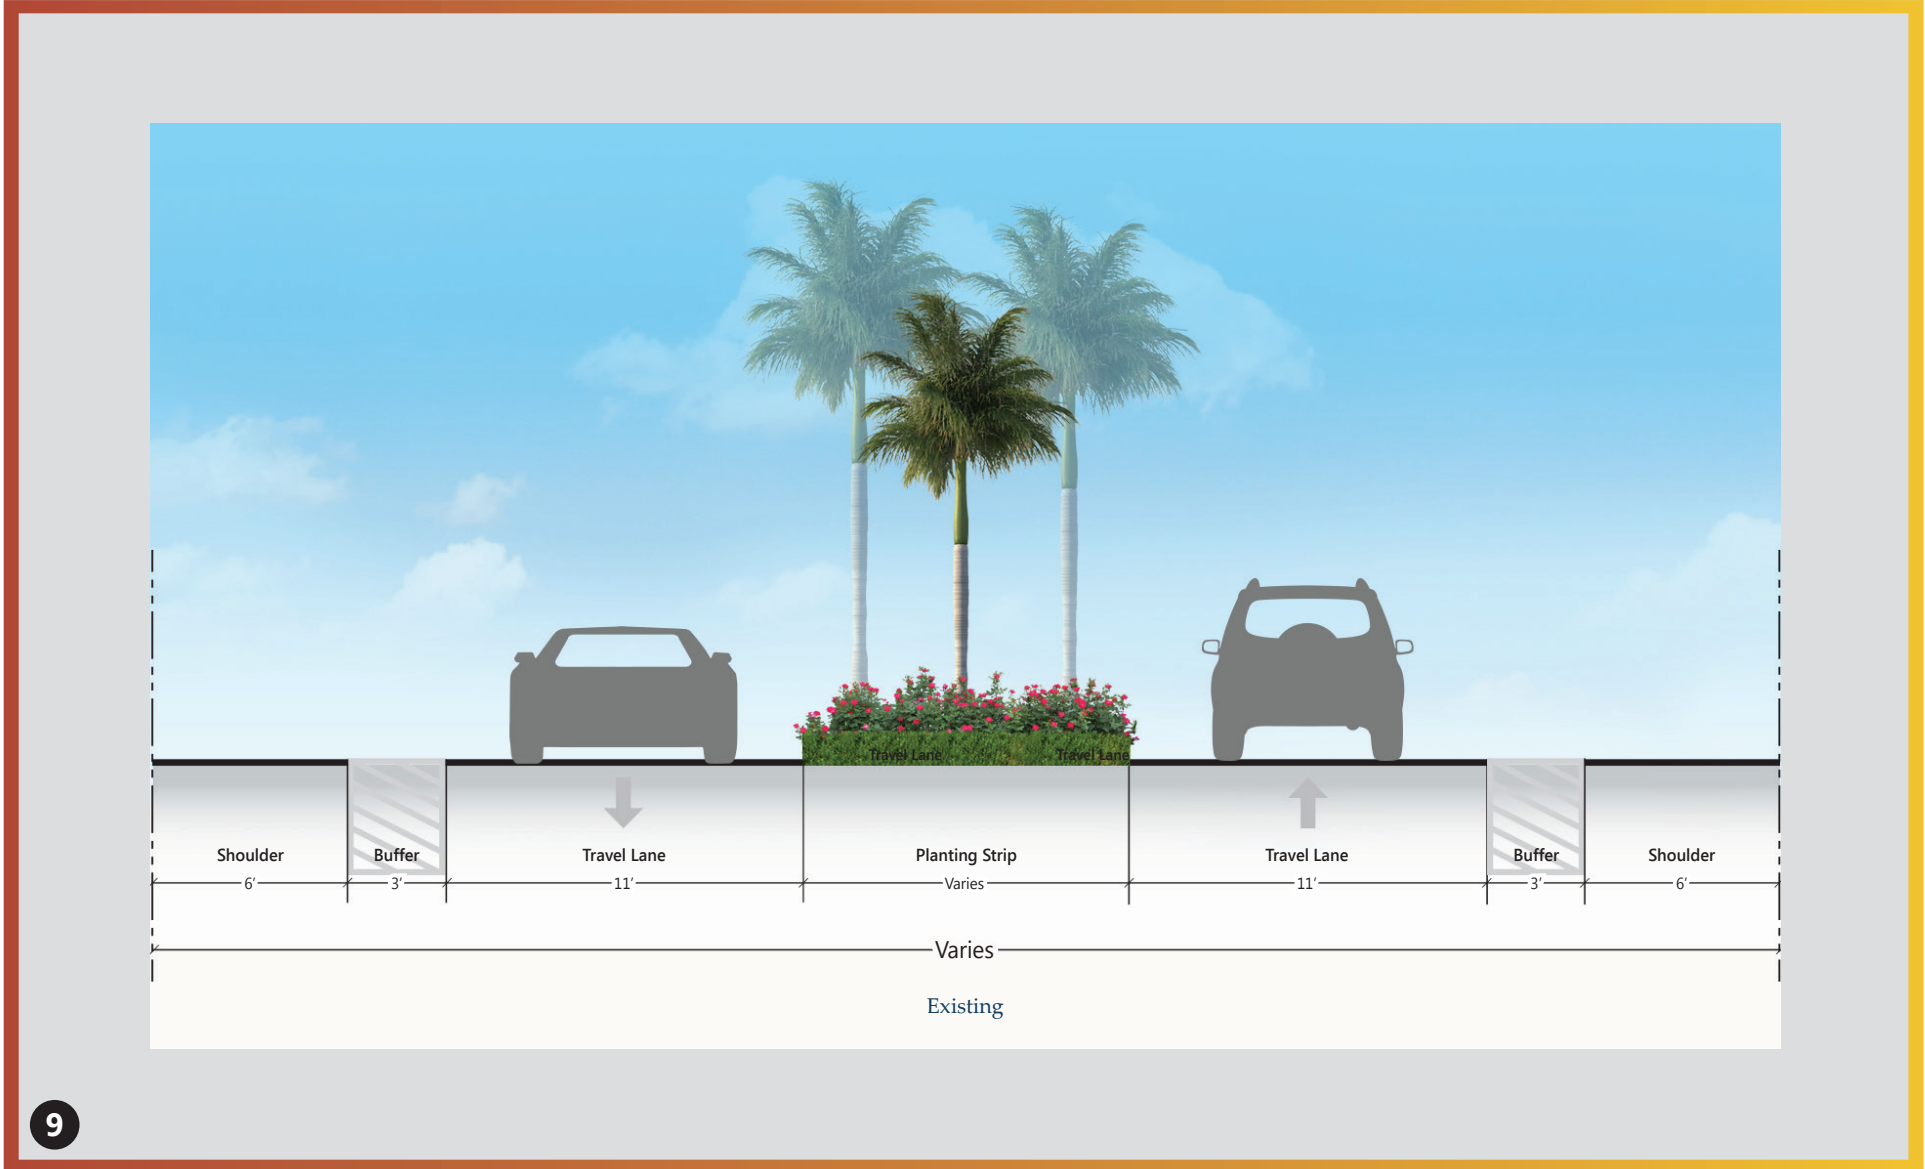 Travel Lane Travel Lane
Shoulder Buffer Travel Lane Planting Strip Travel Lane Buffer Shoulder
6' 3' 11' Varies 11' 3' 6'
Varies
Existing
9